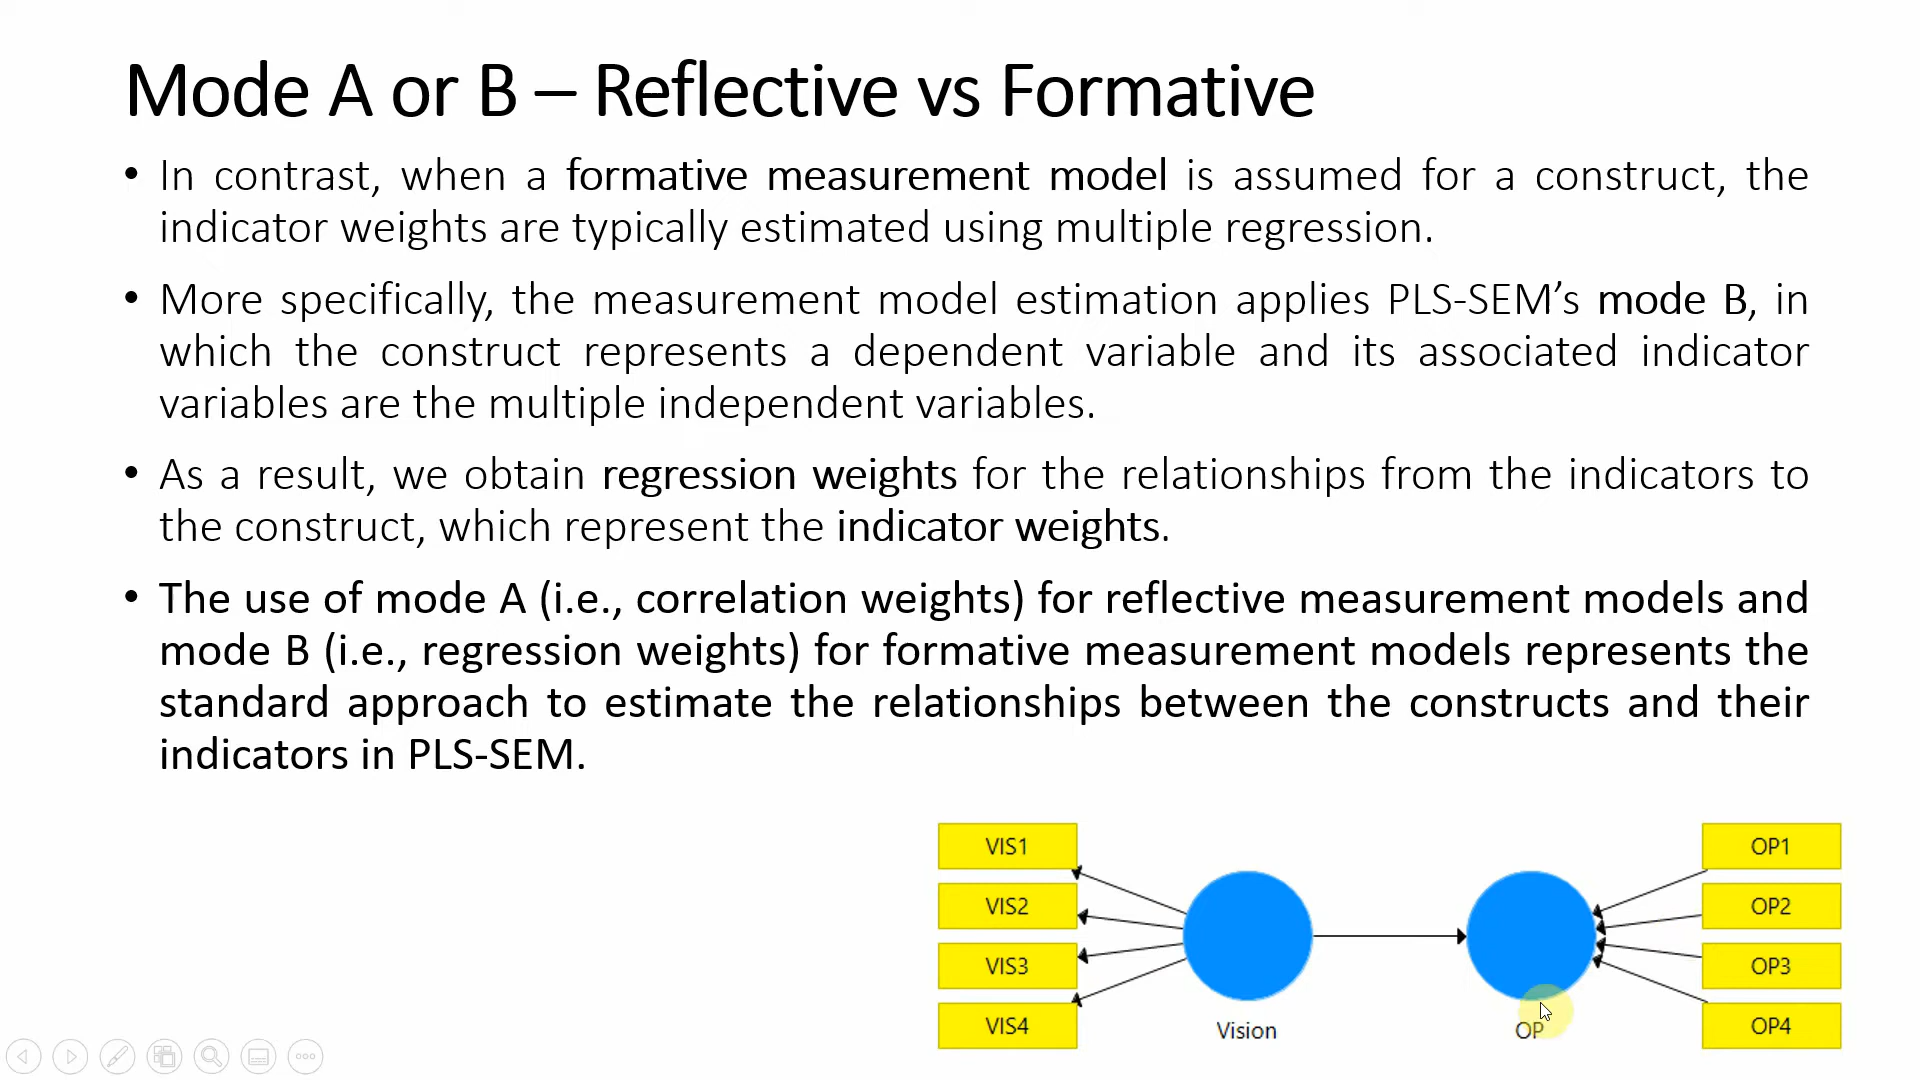 Mode A or B – Reflective vs Formative
• In contrast, when a formative measurement model is assumed for a construct, the
indicator weights are typically estimated using multiple regression.
• More specifically, the measurement model estimation applies PLS-SEM’s mode B, in
which the construct represents a dependent variable and its associated indicator
variables are the multiple independent variables.
• As a result, we obtain regression weights for the relationships from the indicators to
the construct, which represent the indicator weights.
• The use of mode A (i.e., correlation weights) for reflective measurement models and
mode B (i.e., regression weights) for formative measurement models represents the
standard approach to estimate the relationships between the constructs and their
indicators in PLS-SEM.
VIS1
VIS2
VIS3
VIS4
Vision
OP
OP1
OP2
OP3
OP4